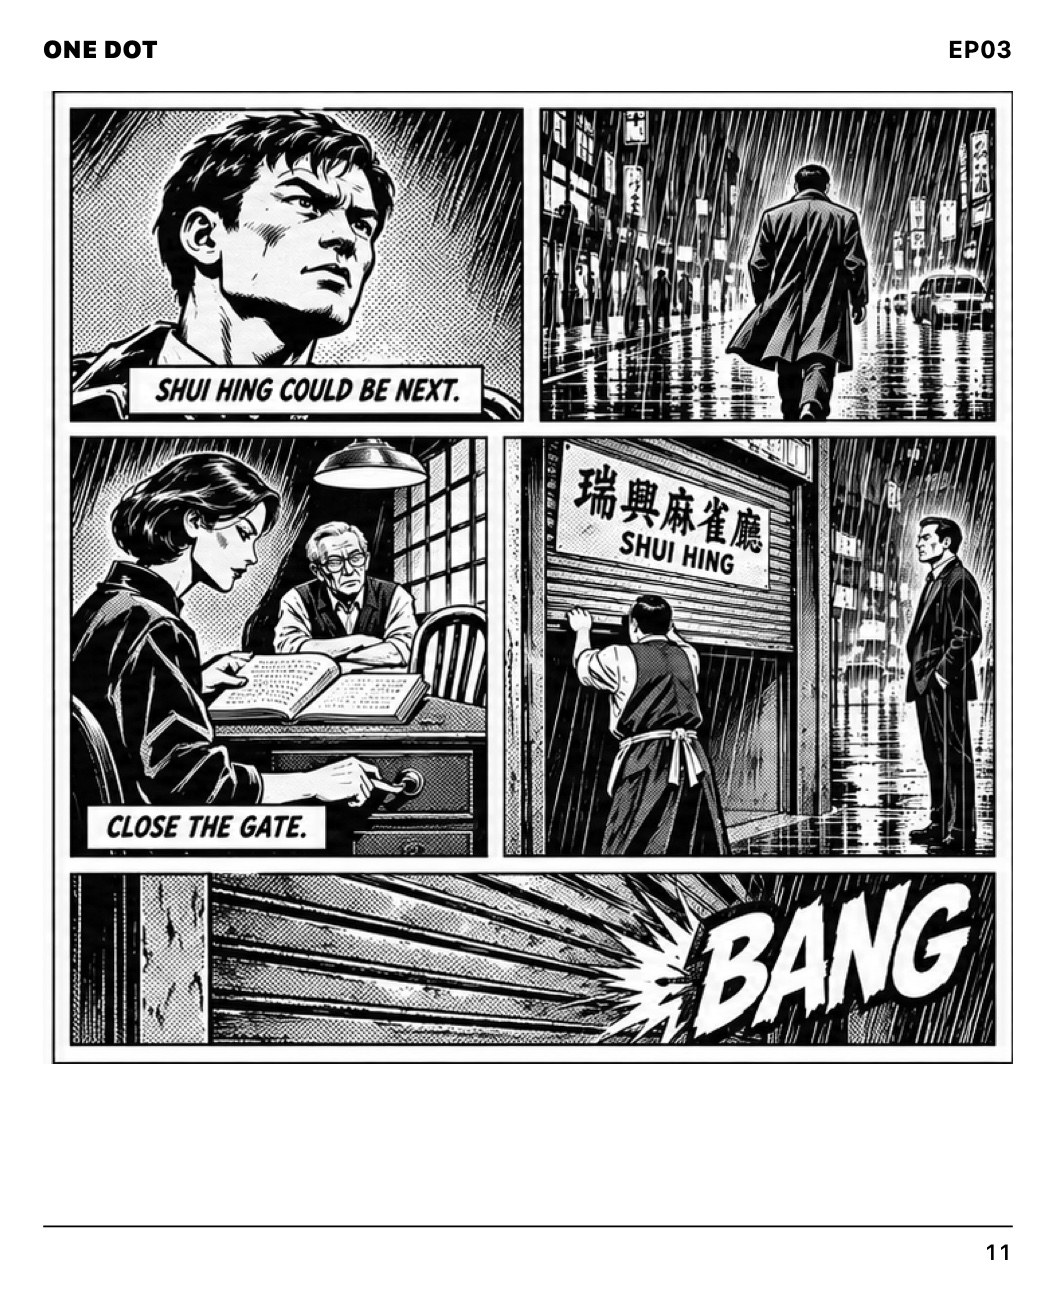 ONE DOT
EP03
SHUI HING COULD BE NEXT.
CLOSE THE GATE.
瑞興麻雀廳
SHUI HING
BANG
11